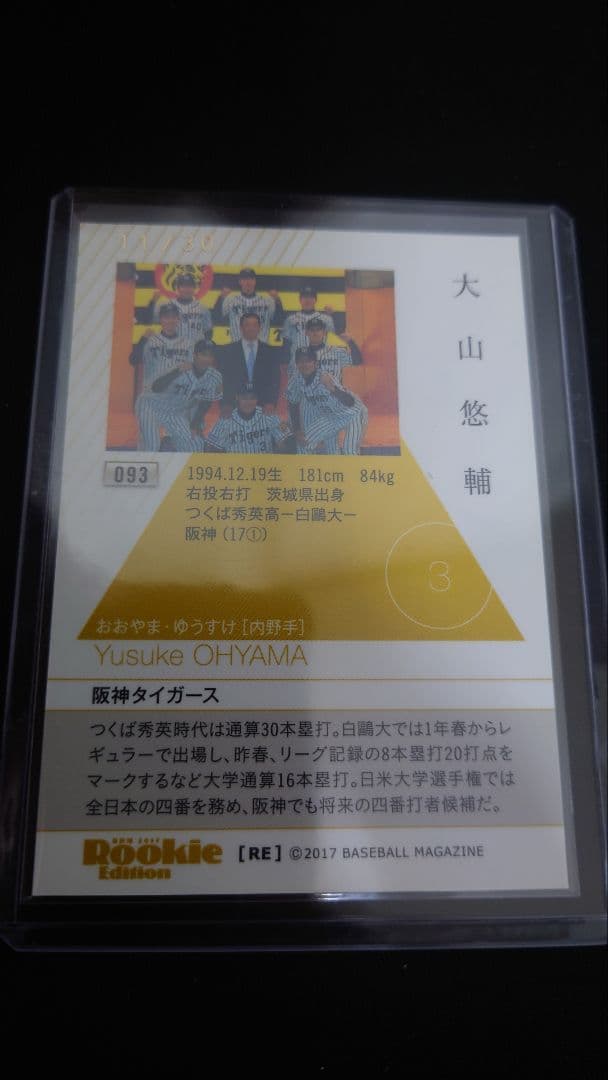 11/30
大山悠輔
Tigers
093
1994.12.19生 181cm 84kg
右投右打 茨城県出身
つくば秀英高－白鷗大－
阪神(17①)
3
おおやま・ゆうすけ[内野手]
Yusuke OHYAMA
阪神タイガース
つくば秀英時代は通算30本塁打。白鷗大では1年春からレ
ギュラーで出場し、昨春、リーグ記録の8本塁打20打点を
マークするなど大学通算16本塁打。日米大学選手権では
全日本の四番を務め、阪神でも将来の四番打者候補だ。
BBM 2017
Rookie
Edition
[RE] ©2017 BASEBALL MAGAZINE